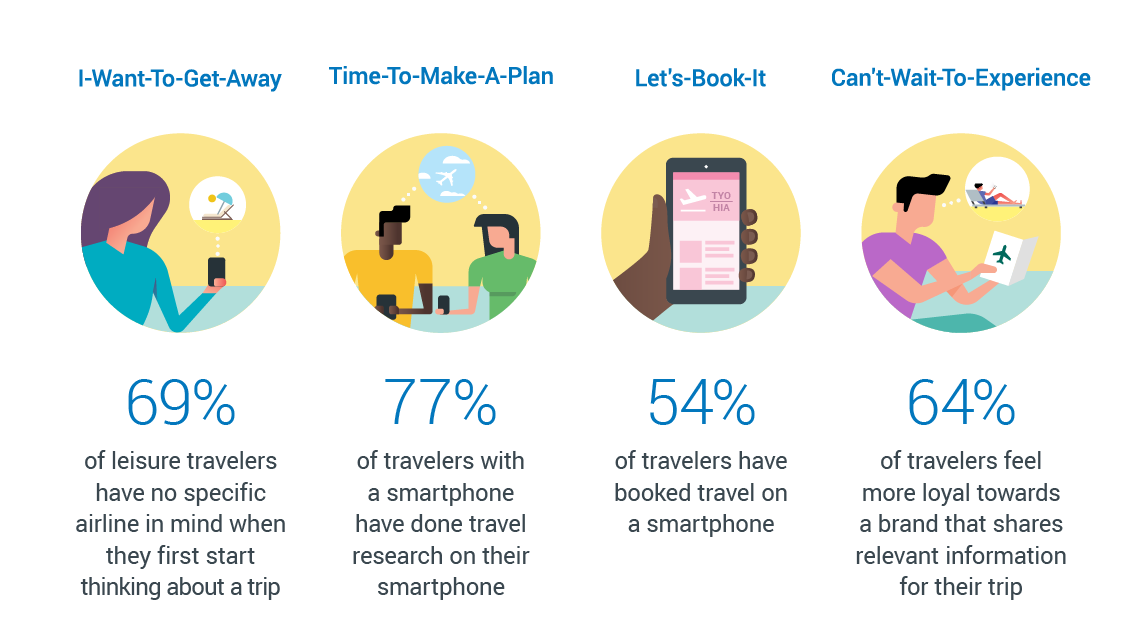 I-Want-To-Get-Away
Time-To-Make-A-Plan
Let's-Book-It
Can't-Wait-To-Experience
TYO
HIA
69%
of leisure travelers
have no specific
airline in mind when
they first start
thinking about a trip
77%
of travelers with
a smartphone
have done travel
research on their
smartphone
54%
of travelers have
booked travel on
a smartphone
64%
of travelers feel
more loyal towards
a brand that shares
relevant information
for their trip